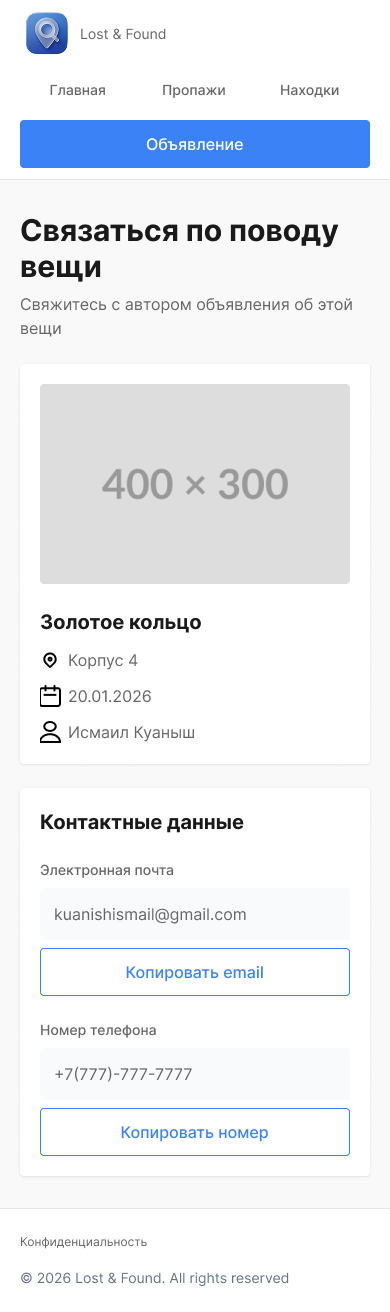 Lost & Found
Главная Пропажи Находки
Объявление
Связаться по поводу
вещи
Свяжитесь с автором объявления об этой
вещи
400 × 300
Золотое кольцо
Корпус 4
20.01.2026
Исмаил Куаныш
Контактные данные
Электронная почта
kuanishismail@gmail.com
Копировать email
Номер телефона
+7(777)-777-7777
Копировать номер
Конфиденциальность
© 2026 Lost & Found. All rights reserved